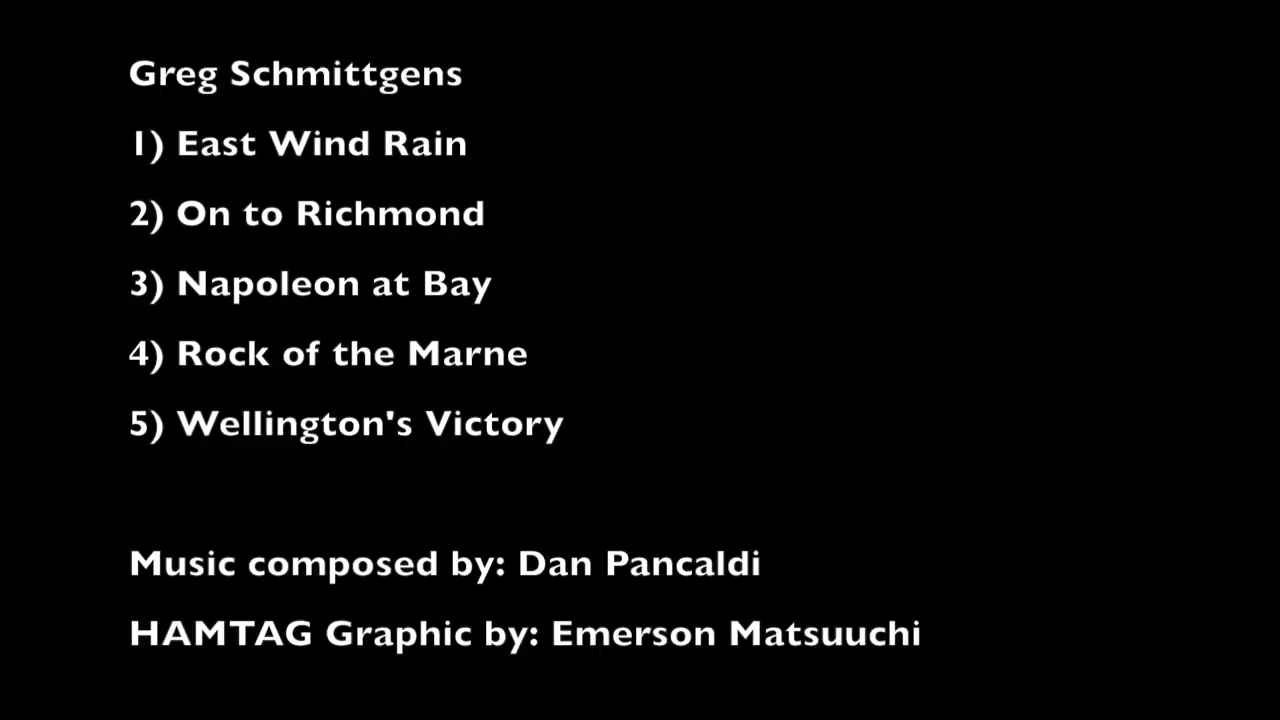 Greg Schmittgens
1) East Wind Rain
2) On to Richmond
3) Napoleon at Bay
4) Rock of the Marne
5) Wellington's Victory
Music composed by: Dan Pancaldi
HAMTAG Graphic by: Emerson Matsuuchi